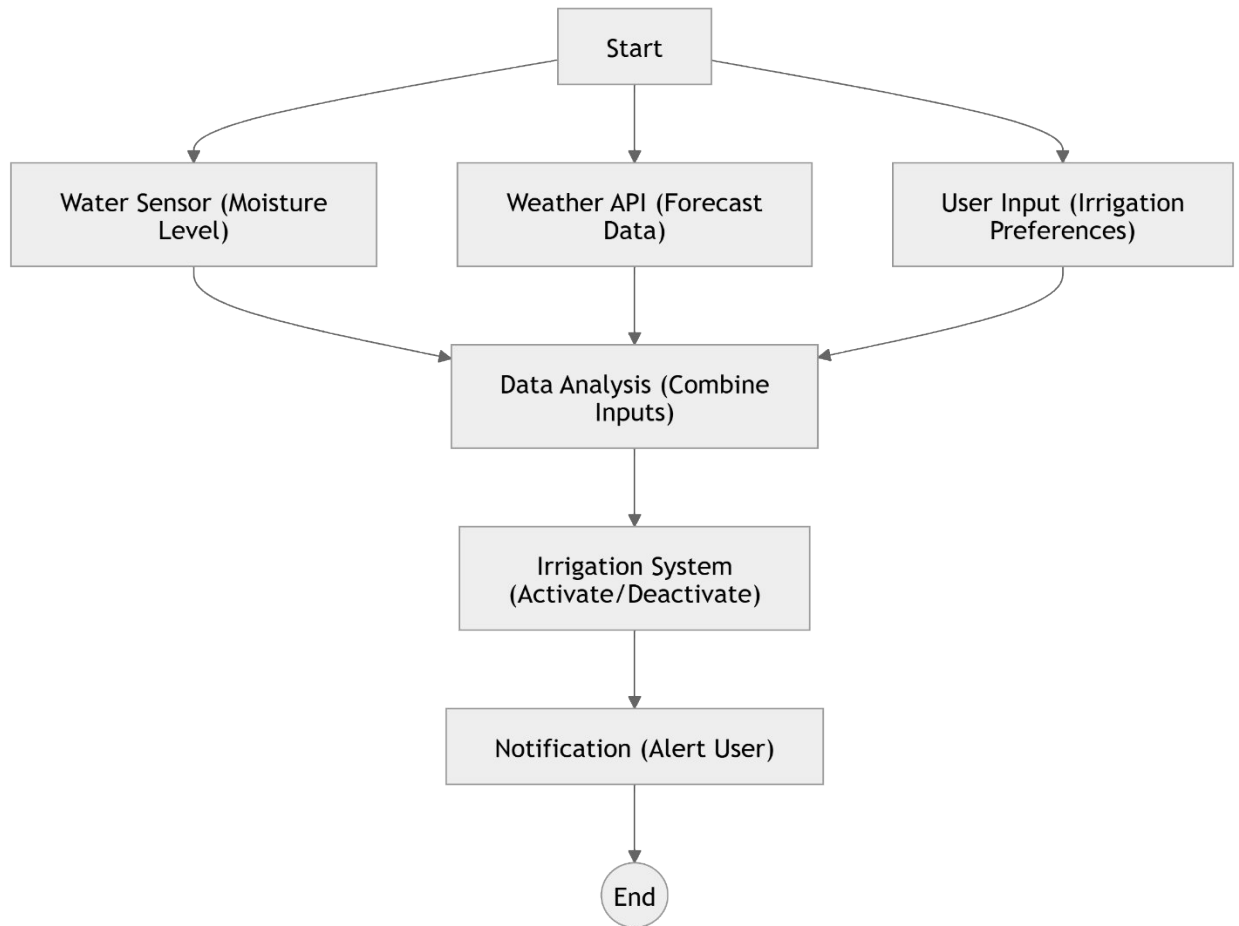 Start
Water Sensor (Moisture
Level)
Weather API (Forecast
Data)
User Input (Irrigation
Preferences)
Data Analysis (Combine
Inputs)
Irrigation System
(Activate/Deactivate)
Notification (Alert User)
End